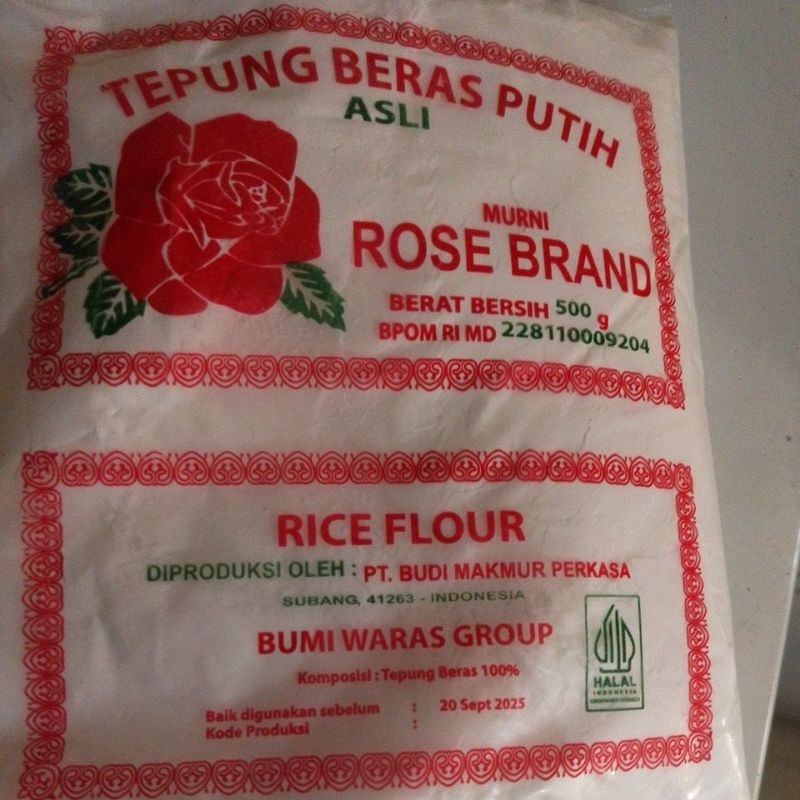 TEPUNG BERAS PUTIH
ASLI
MURNI
ROSE BRAND
BERAT BERSIH 500 g
BPOM RI MD 228110009204
RICE FLOUR
DIPRODUKSI OLEH : PT. BUDI MAKMUR PERKASA
SUBANG, 41263 - INDONESIA
BUMI WARAS GROUP
Komposisi : Tepung Beras 100%
HALAL
INDONESIA
Baik digunakan sebelum : 20 Sept 2025
Kode Produksi :